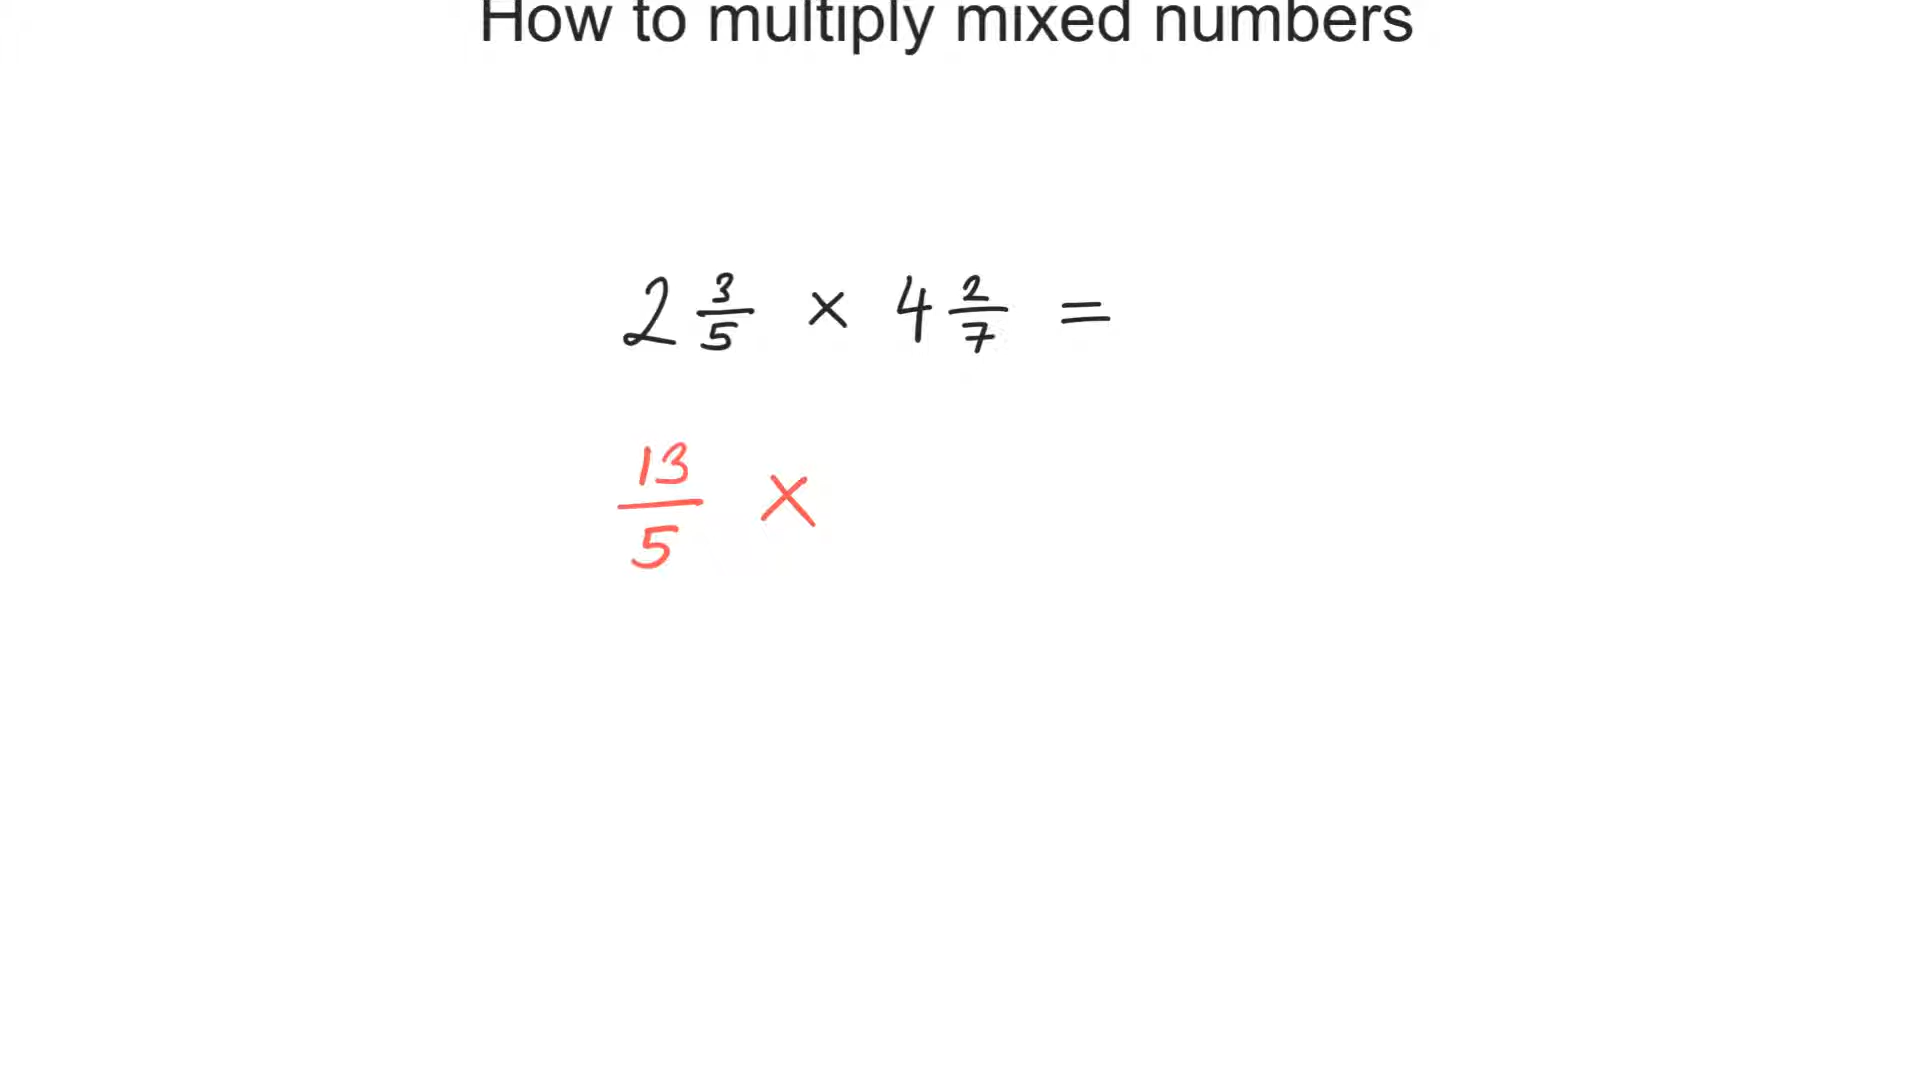 How to multiply mixed numbers
2 3/5 × 4 2/7 =
13/5 ×